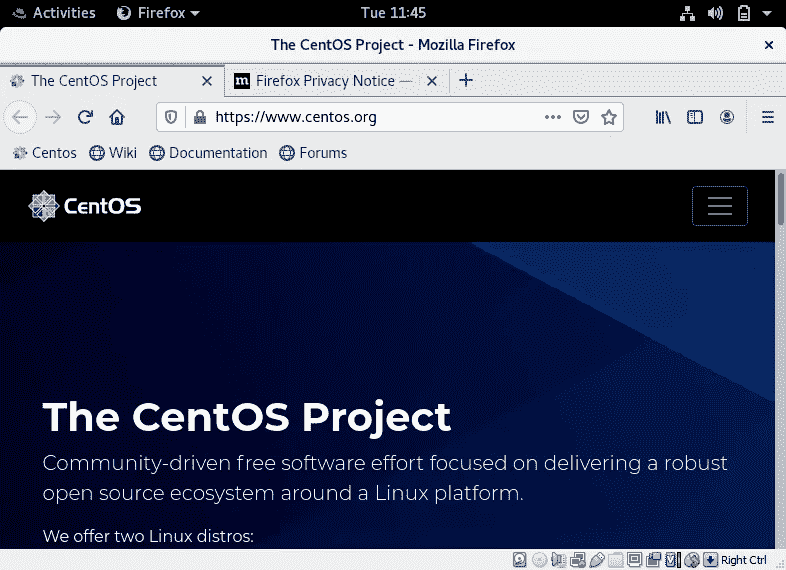 Activities Firefox Tue 11:45
The CentOS Project - Mozilla Firefox
The CentOS Project Firefox Privacy Notice —
https://www.centos.org
Centos Wiki Documentation Forums
CentOS
The CentOS Project
Community-driven free software effort focused on delivering a robust
open source ecosystem around a Linux platform.
We offer two Linux distros:
Right Ctrl